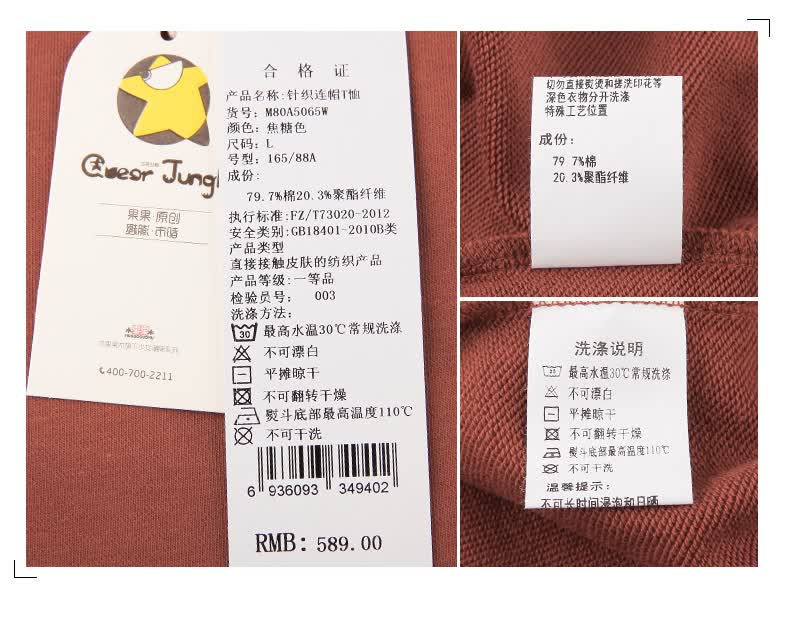 Cwear Jungl
果果·原创
避骸·市啼
400-700-2211
合 格 证
产品名称:针织连帽T恤
货号: M80A5065W
颜色: 焦糖色
尺码: L
号型: 165/88A
成份:
79.7%棉20.3%聚酯纤维
执行标准:FZ/T73020-2012
安全类别:GB18401-2010B类
产品类型
直接接触皮肤的纺织产品
产品等级:一等品
检验员号: 003
洗涤方法:
30 最高水温30℃常规洗涤
不可漂白
平摊晾干
不可翻转干燥
熨斗底部最高温度110℃
不可干洗
6 936093 349402
RMB: 589.00
切勿直接熨烫和搓洗印花等
深色衣物分开洗涤
特殊工艺位置
成份:
79 7%棉
20.3%聚酯纤维
洗涤说明
30 最高水温30℃常规洗涤
不可漂白
平摊晾干
不可翻转干燥
熨斗底部最高温度110℃
不可干洗
温馨提示:
不可长时间浸泡和日晒